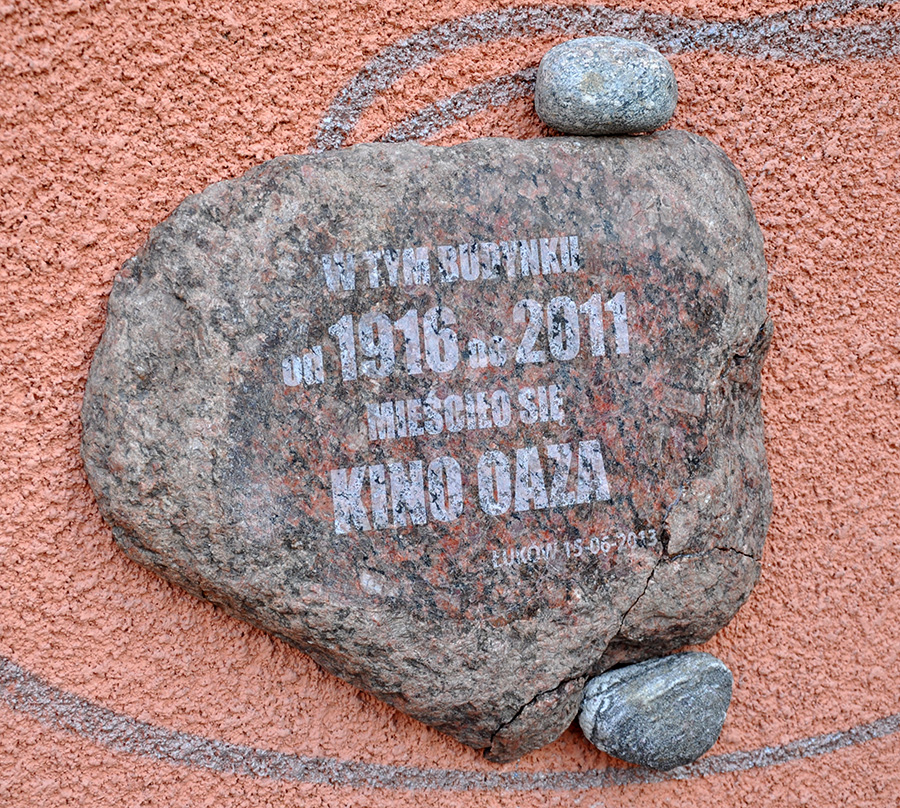 W TYM BUDYNKU
OD 1916 DO 2011
MIEŚCIŁO SIĘ
KINO OAZA
ŁUKÓW 15-06-2013